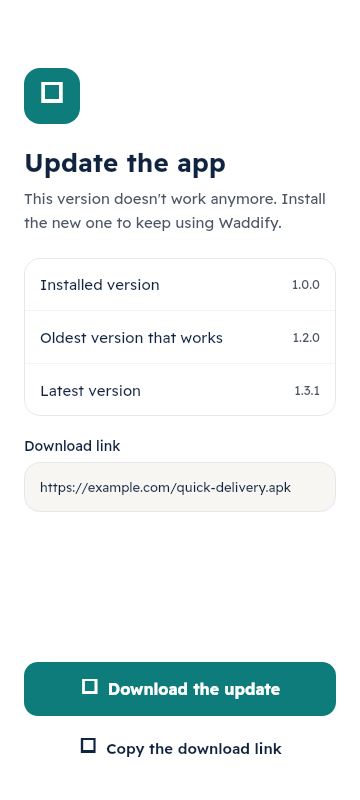 Update the app
This version doesn't work anymore. Install
the new one to keep using Waddify.
Installed version 1.0.0
Oldest version that works 1.2.0
Latest version 1.3.1
Download link
https://example.com/quick-delivery.apk
Download the update
Copy the download link